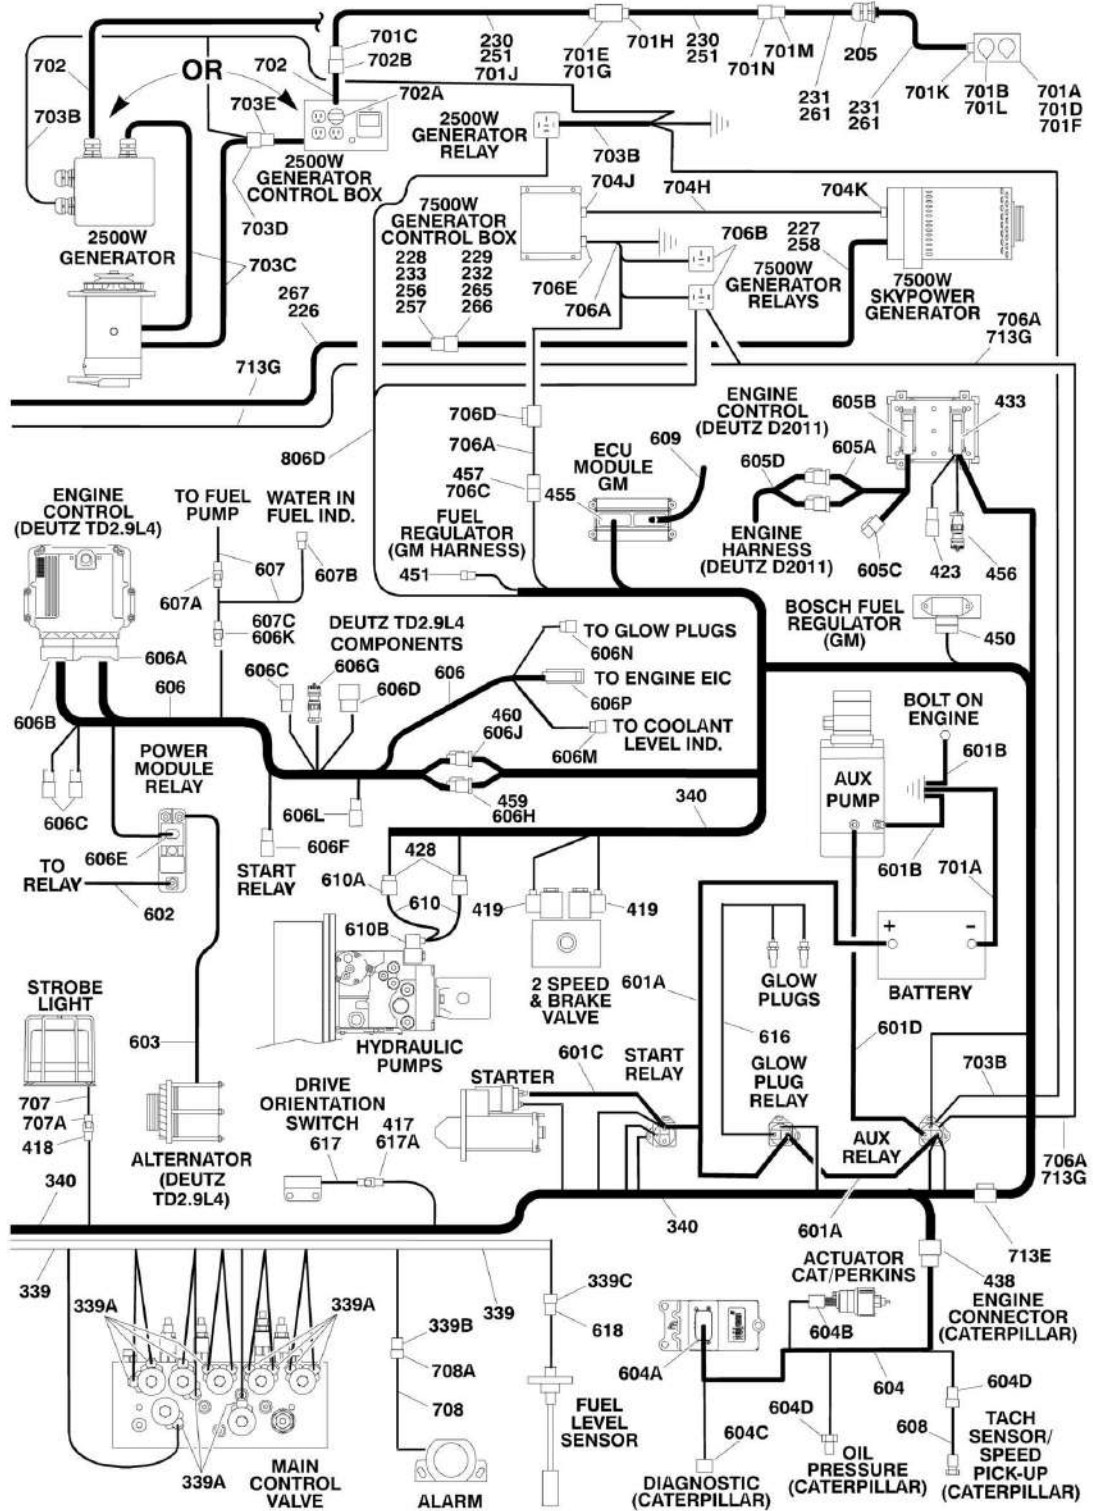 702
701C
702B
230
251
701J
701E
701G
701H
230
251
701N
701M
231
261
205
231
261
701K
701B
701L
701A
701D
701F
OR
702
703E
702A
703B
2500W
GENERATOR
CONTROL BOX
2500W
GENERATOR
RELAY
703B
703D
2500W
GENERATOR
703C
7500W
GENERATOR
CONTROL BOX
228
233
256
257
229
232
265
266
704J
704H
704K
706B
227
258
706E
706A
7500W
GENERATOR
RELAYS
7500W
SKYPOWER
GENERATOR
267
226
713G
706A
713G
806D
706D
706A
457
706C
ECU
MODULE
GM
609
455
ENGINE
CONTROL
(DEUTZ D2011)
605B
433
605D
605A
ENGINE
HARNESS
(DEUTZ D2011)
605C
423
456
ENGINE
CONTROL
(DEUTZ TD2.9L4)
TO FUEL
PUMP
WATER IN
FUEL IND.
607
607B
607A
607C
606K
FUEL
REGULATOR
(GM HARNESS)
451
BOSCH FUEL
REGULATOR
(GM)
450
606A
606B
606
606C
606G
DEUTZ TD2.9L4
COMPONENTS
606D
606
TO GLOW PLUGS
606N
TO ENGINE EIC
606P
TO COOLANT
LEVEL IND.
606M
460
606J
459
606H
340
606C
POWER
MODULE
RELAY
606E
TO
RELAY
602
606L
606F
START
RELAY
BOLT ON
ENGINE
601B
AUX
PUMP
601B
701A
428
610A
610
610B
419
419
2 SPEED
& BRAKE
VALVE
HYDRAULIC
PUMPS
+
-
BATTERY
GLOW
PLUGS
601A
616
601D
703B
STROBE
LIGHT
603
707
707A
418
ALTERNATOR
(DEUTZ
TD2.9L4)
DRIVE
ORIENTATION
SWITCH
617
417
617A
STARTER
601C
START
RELAY
GLOW
PLUG
RELAY
AUX
RELAY
706A
713G
340
340
601A
713E
339
339A
339A
339A
MAIN
CONTROL
VALVE
339
339B
708A
708
ALARM
339C
618
FUEL
LEVEL
SENSOR
ACTUATOR
CAT/PERKINS
604B
438
ENGINE
CONNECTOR
(CATERPILLAR)
604A
604C
DIAGNOSTIC
(CATERPILLAR)
604
604D
OIL
PRESSURE
(CATERPILLAR)
604D
608
TACH
SENSOR/
SPEED
PICK-UP
(CATERPILLAR)